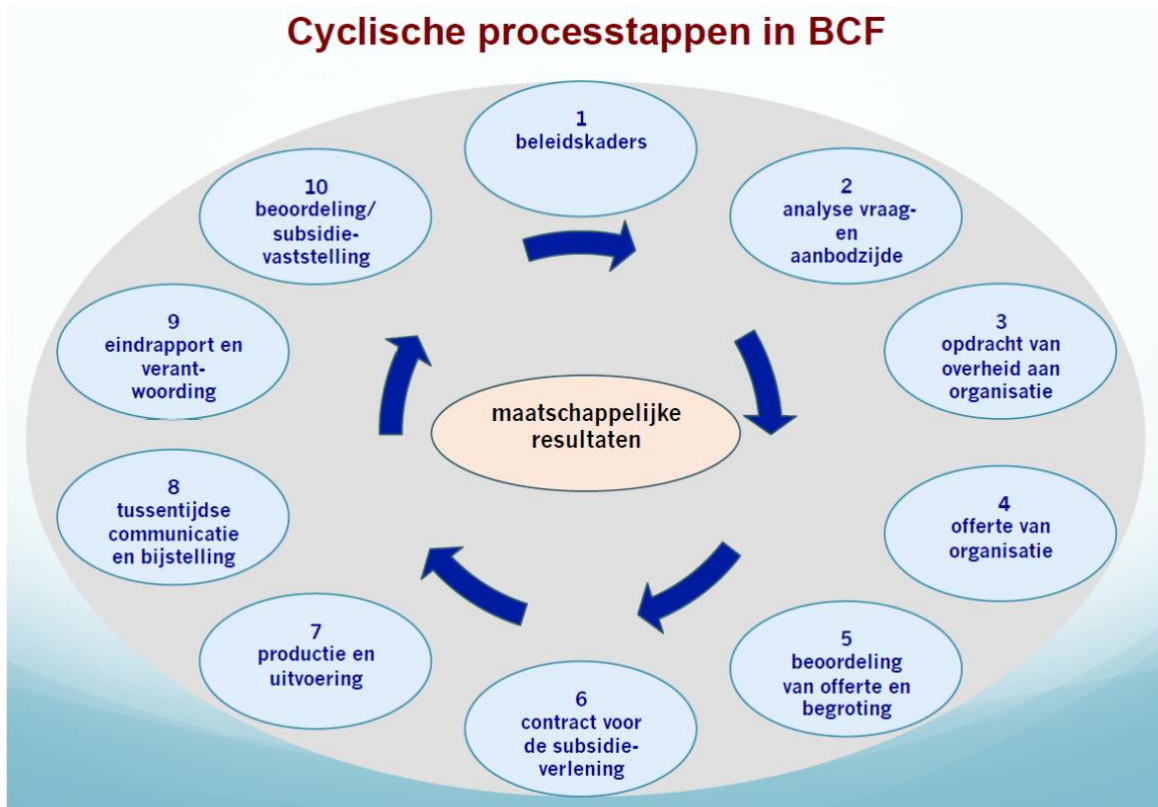 Cyclische processtappen in BCF
1
beleidskaders
2
analyse vraag-
en
aanbodzijde
3
opdracht van
overheid aan
organisatie
4
offerte van
organisatie
5
beoordeling
van offerte en
begroting
6
contract voor
de subsidie-
verlening
7
productie en
uitvoering
8
tussentijdse
communicatie
en bijstelling
9
eindrapport en
verant-
woording
10
beoordeling/
subsidie-
vaststelling
maatschappelijke
resultaten